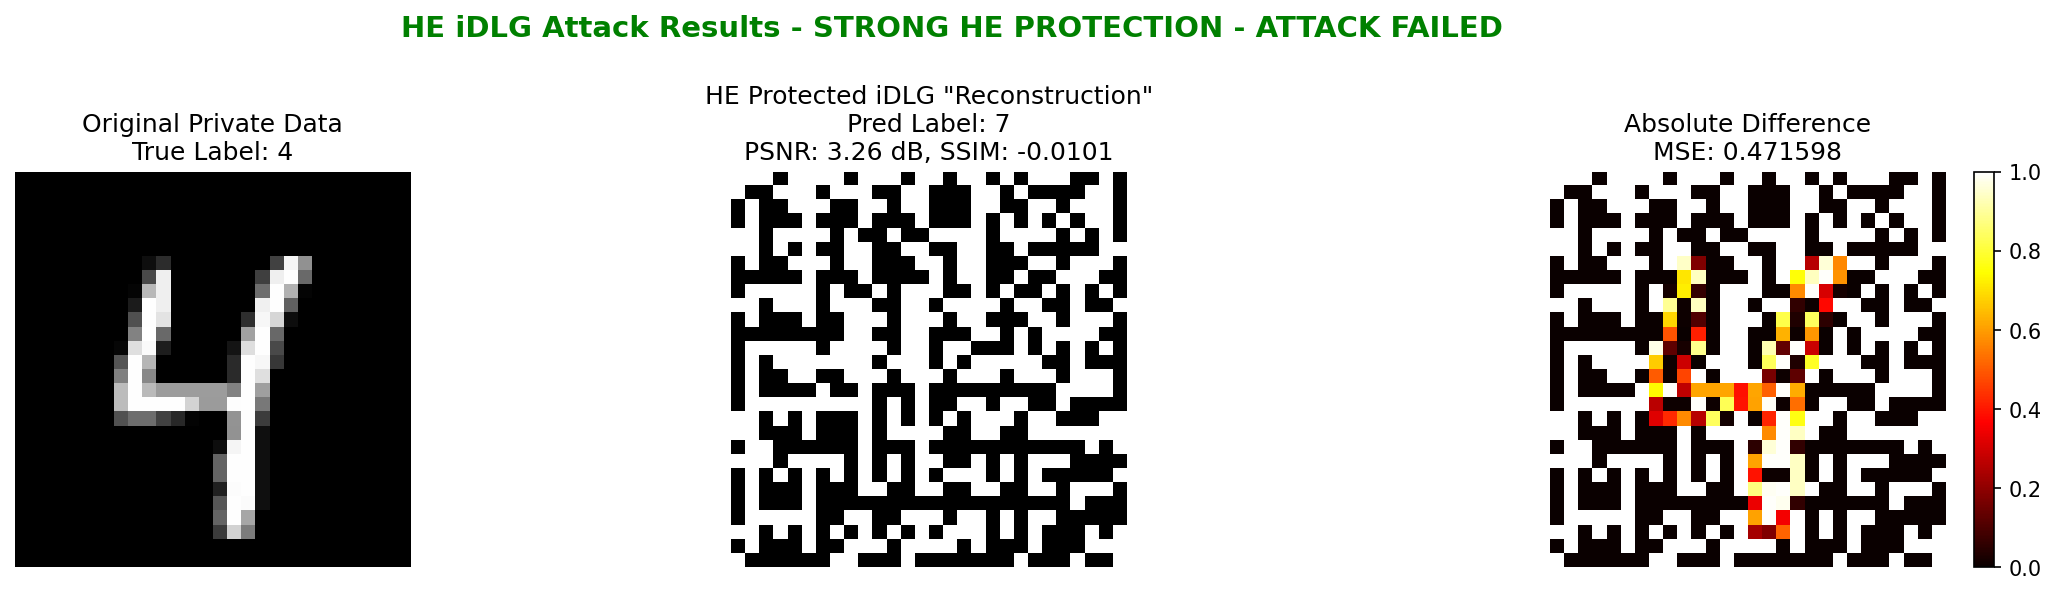 HE iDLG Attack Results - STRONG HE PROTECTION - ATTACK FAILED
Original Private Data
True Label: 4
HE Protected iDLG "Reconstruction"
Pred Label: 7
PSNR: 3.26 dB, SSIM: -0.0101
Absolute Difference
MSE: 0.471598
1.0
0.8
0.6
0.4
0.2
0.0